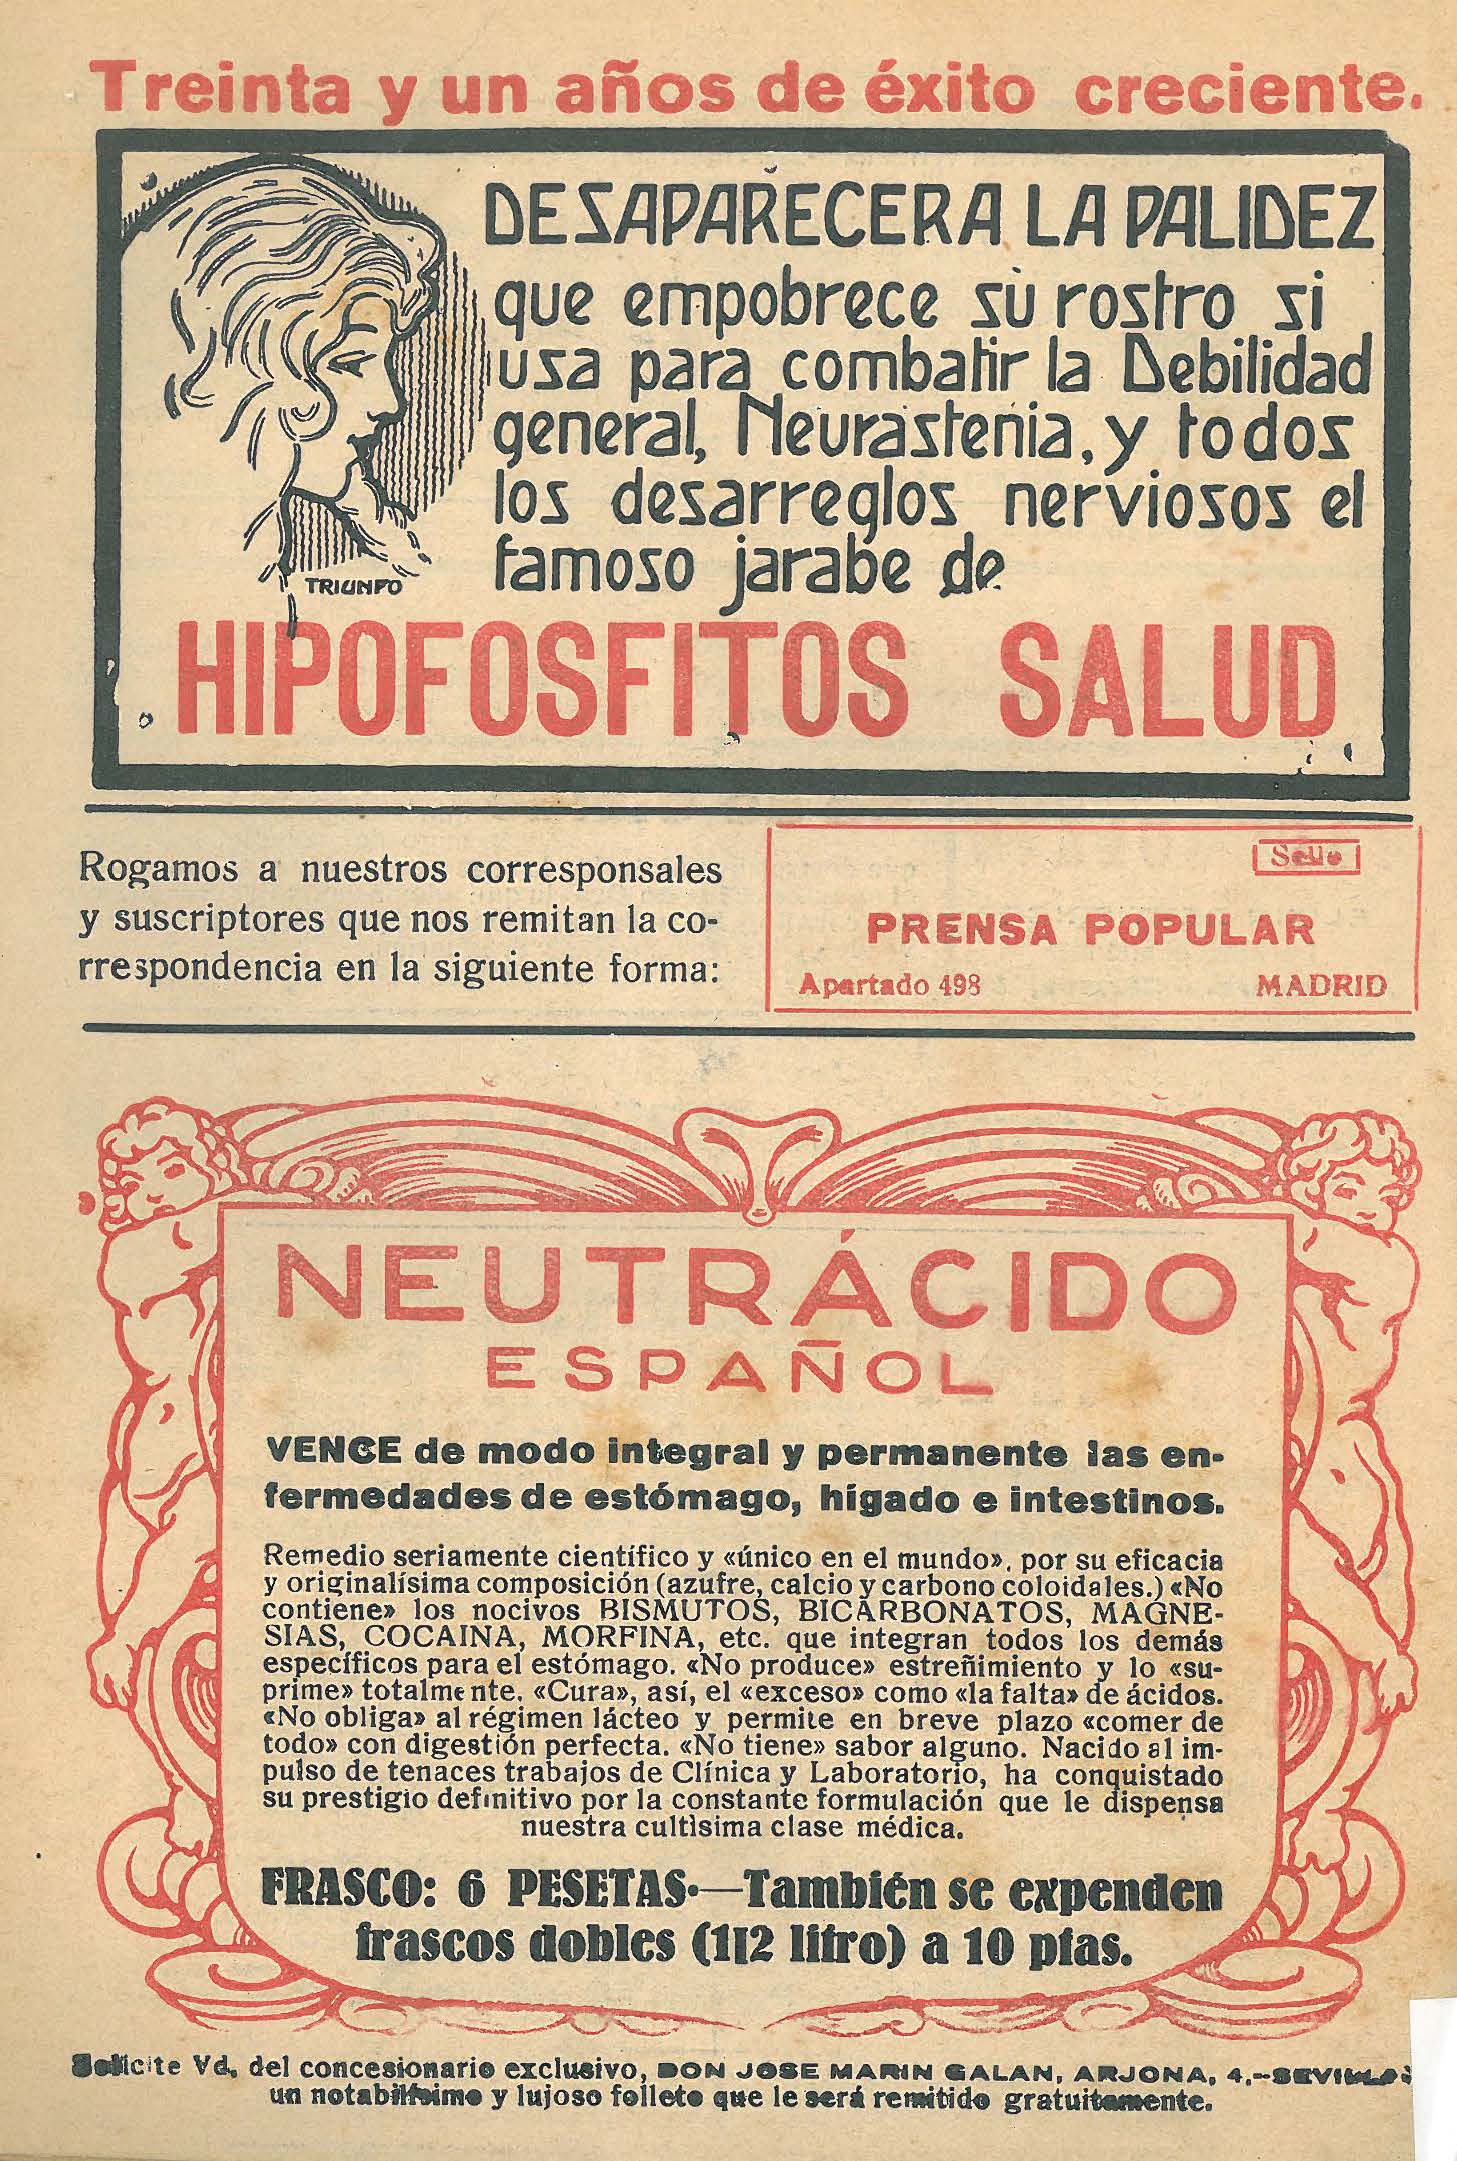 Treinta y un años de éxito creciente.
DESAPARECERA LA PALIDEZ
que empobrece su rostro si
usa para combatir la Debilidad
general, Neurastenia, y todos
los desarreglos nerviosos el
famoso jarabe de
TRIUNFO
HIPOFOSFITOS SALUD
Rogamos a nuestros corresponsales
y suscriptores que nos remitan la co-
rrespondencia en la siguiente forma:
Sello
PRENSA POPULAR
Apartado 498 MADRID
NEUTRÁCIDO
ESPAÑOL
VENCE de modo integral y permanente las en-
fermedades de estómago, hígado e intestinos.
Remedio seriamente científico y «único en el mundo», por su eficacia
y originalísima composición (azufre, calcio y carbono coloidales.) «No
contiene» los nocivos BISMUTOS, BICARBONATOS, MAGNE-
SIAS, COCAINA, MORFINA, etc. que integran todos los demás
específicos para el estómago. «No produce» estreñimiento y lo «su-
prime» totalmente. «Cura», así, el «exceso» como «la falta» de ácidos.
«No obliga» al régimen lácteo y permite en breve plazo «comer de
todo» con digestión perfecta. «No tiene» sabor alguno. Nacido al im-
pulso de tenaces trabajos de Clínica y Laboratorio, ha conquistado
su prestigio definitivo por la constante formulación que le dispensa
nuestra cultìsima clase médica.
FRASCO: 6 PESETAS.—También se expenden
frascos dobles (1|2 litro) a 10 ptas.
Solicite Vd. del concesionario exclusivo, DON JOSE MARIN GALAN, ARJONA, 4.--SEVILLA
un notabilísimo y lujoso folleto que le será remitido gratuitamente.